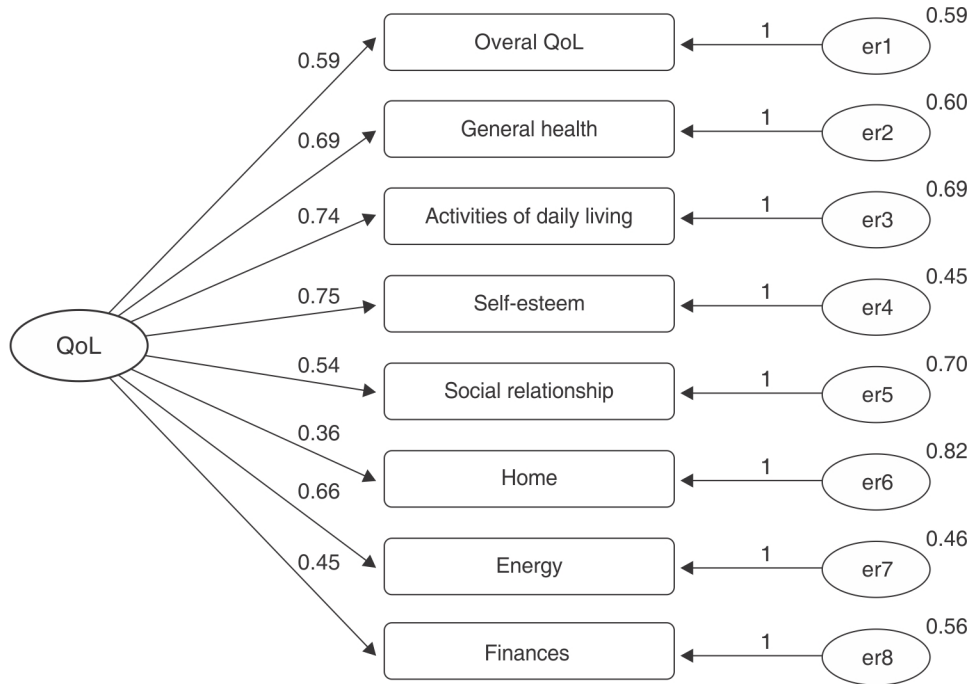 0.59
Overal QoL
1
er1
0.59
0.69
General health
1
er2
0.60
0.74
Activities of daily living
1
er3
0.69
0.75
Self-esteem
1
er4
0.45
QoL
0.54
Social relationship
1
er5
0.70
0.36
Home
1
er6
0.82
0.66
Energy
1
er7
0.46
0.45
Finances
1
er8
0.56